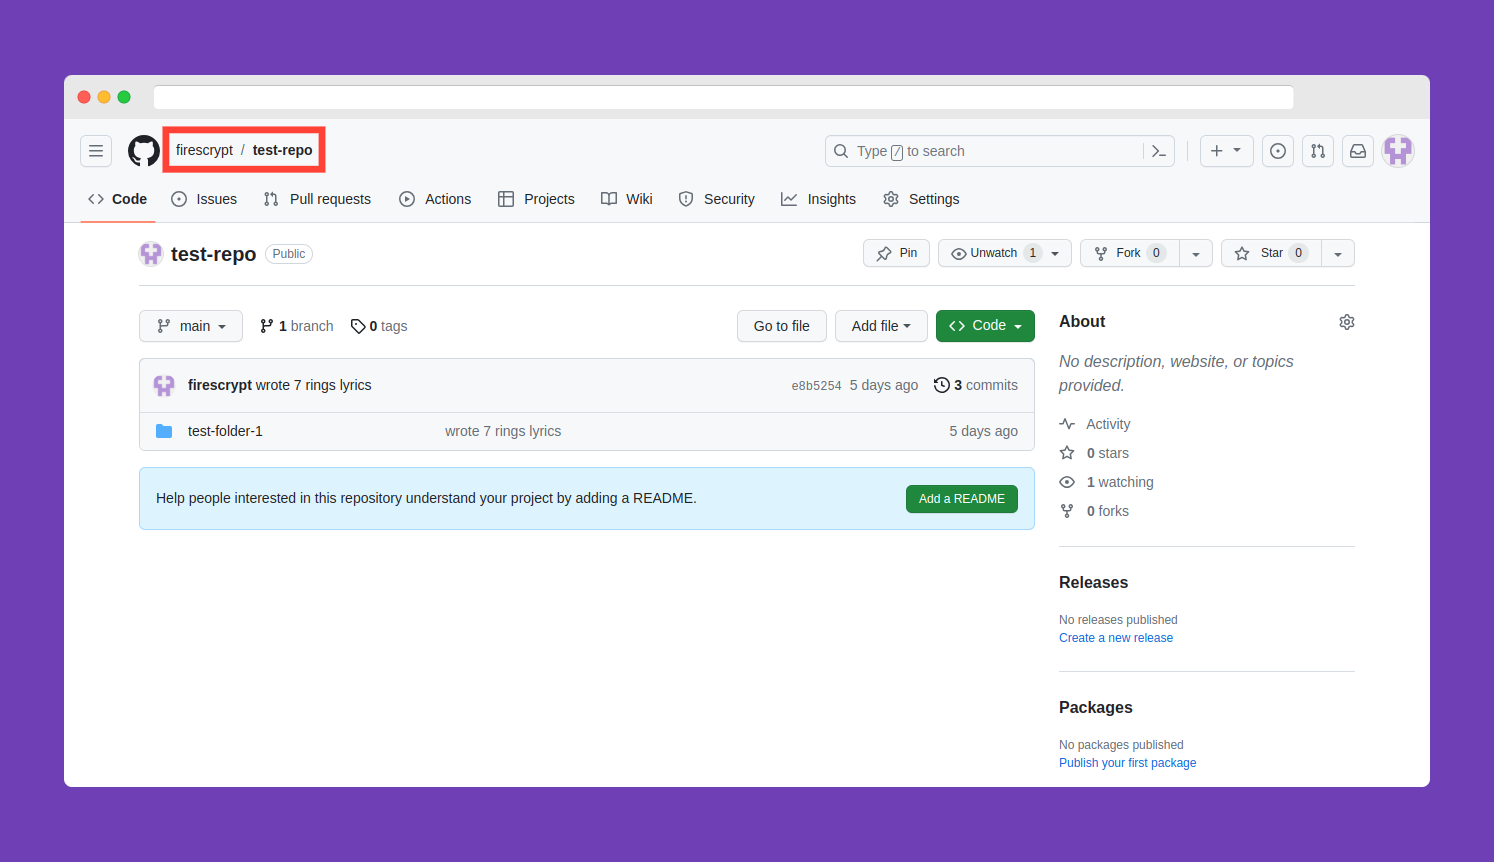 firescrypt / test-repo
Type / to search
Code Issues Pull requests Actions Projects Wiki Security Insights Settings
test-repo Public
Pin Unwatch 1 Fork 0 Star 0
main 1 branch 0 tags Go to file Add file Code
firescrypt wrote 7 rings lyrics e8b5254 5 days ago 3 commits
test-folder-1 wrote 7 rings lyrics 5 days ago
Help people interested in this repository understand your project by adding a README. Add a README
About
No description, website, or topics
provided.
Activity
0 stars
1 watching
0 forks
Releases
No releases published
Create a new release
Packages
No packages published
Publish your first package